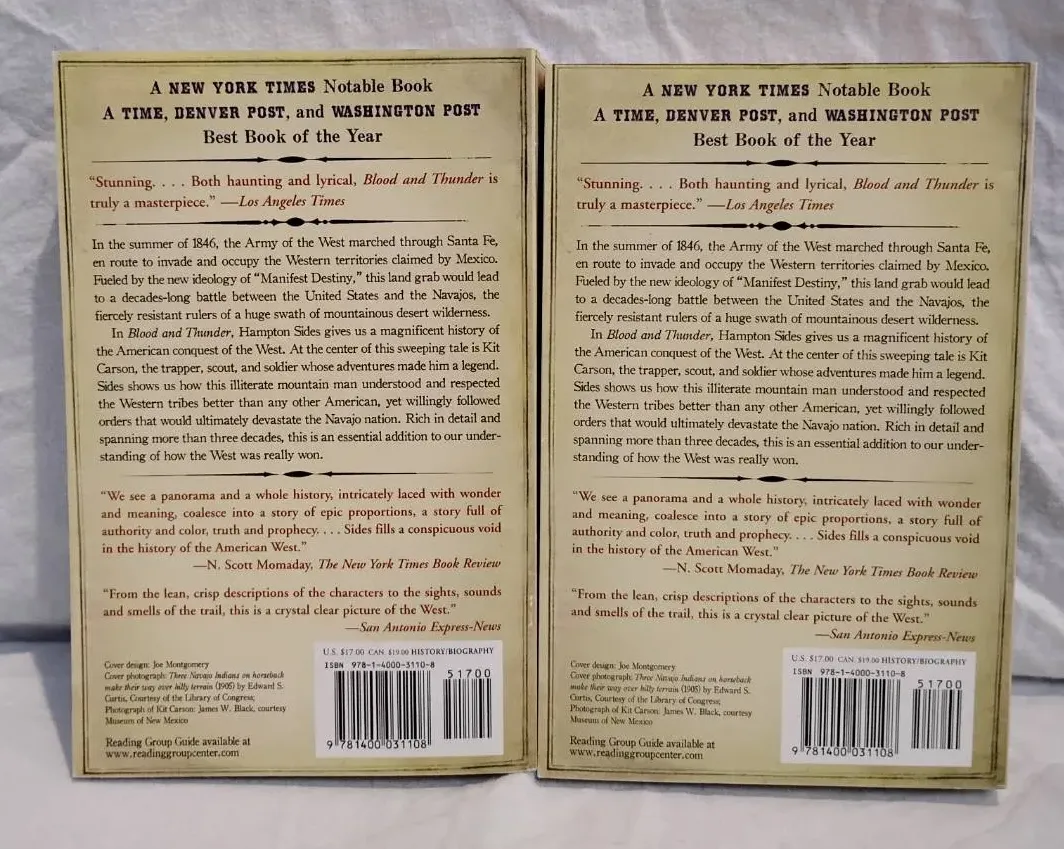 A NEW YORK TIMES Notable Book
A TIME, DENVER POST, and WASHINGTON POST
Best Book of the Year
“Stunning. . . . Both haunting and lyrical, Blood and Thunder is
truly a masterpiece.” —Los Angeles Times
In the summer of 1846, the Army of the West marched through Santa Fe,
en route to invade and occupy the Western territories claimed by Mexico.
Fueled by the new ideology of “Manifest Destiny,” this land grab would lead
to a decades-long battle between the United States and the Navajos, the
fiercely resistant rulers of a huge swath of mountainous desert wilderness.
In Blood and Thunder, Hampton Sides gives us a magnificent history of
the American conquest of the West. At the center of this sweeping tale is Kit
Carson, the trapper, scout, and soldier whose adventures made him a legend.
Sides shows us how this illiterate mountain man understood and respected
the Western tribes better than any other American, yet willingly followed
orders that would ultimately devastate the Navajo nation. Rich in detail and
spanning more than three decades, this is an essential addition to our under-
standing of how the West was really won.
“We see a panorama and a whole history, intricately laced with wonder
and meaning, coalesce into a story of epic proportions, a story full of
authority and color, truth and prophecy. . . . Sides fills a conspicuous void
in the history of the American West.”
—N. Scott Momaday, The New York Times Book Review
“From the lean, crisp descriptions of the characters to the sights, sounds
and smells of the trail, this is a crystal clear picture of the West.”
—San Antonio Express-News
Cover design: Joe Montgomery
Cover photograph: Three Navajo Indians on horseback
make their way over hilly terrain (1905) by Edward S.
Curtis, Courtesy of the Library of Congress;
Photograph of Kit Carson: James W. Black, courtesy
Museum of New Mexico
Reading Group Guide available at
www.readinggroupcenter.com
U.S. $17.00 CAN. $19.00 HISTORY/BIOGRAPHY
ISBN 978-1-4000-3110-8
51700
9 781400 031108
A NEW YORK TIMES Notable Book
A TIME, DENVER POST, and WASHINGTON POST
Best Book of the Year
“Stunning. . . . Both haunting and lyrical, Blood and Thunder is
truly a masterpiece.” —Los Angeles Times
In the summer of 1846, the Army of the West marched through Santa Fe,
en route to invade and occupy the Western territories claimed by Mexico.
Fueled by the new ideology of “Manifest Destiny,” this land grab would lead
to a decades-long battle between the United States and the Navajos, the
fiercely resistant rulers of a huge swath of mountainous desert wilderness.
In Blood and Thunder, Hampton Sides gives us a magnificent history of
the American conquest of the West. At the center of this sweeping tale is Kit
Carson, the trapper, scout, and soldier whose adventures made him a legend.
Sides shows us how this illiterate mountain man understood and respected
the Western tribes better than any other American, yet willingly followed
orders that would ultimately devastate the Navajo nation. Rich in detail and
spanning more than three decades, this is an essential addition to our under-
standing of how the West was really won.
“We see a panorama and a whole history, intricately laced with wonder
and meaning, coalesce into a story of epic proportions, a story full of
authority and color, truth and prophecy. . . . Sides fills a conspicuous void
in the history of the American West.”
—N. Scott Momaday, The New York Times Book Review
“From the lean, crisp descriptions of the characters to the sights, sounds
and smells of the trail, this is a crystal clear picture of the West.”
—San Antonio Express-News
Cover design: Joe Montgomery
Cover photograph: Three Navajo Indians on horseback
make their way over hilly terrain (1905) by Edward S.
Curtis, Courtesy of the Library of Congress;
Photograph of Kit Carson: James W. Black, courtesy
Museum of New Mexico
Reading Group Guide available at
www.readinggroupcenter.com
U.S. $17.00 CAN. $19.00 HISTORY/BIOGRAPHY
ISBN 978-1-4000-3110-8
51700
9 781400 031108